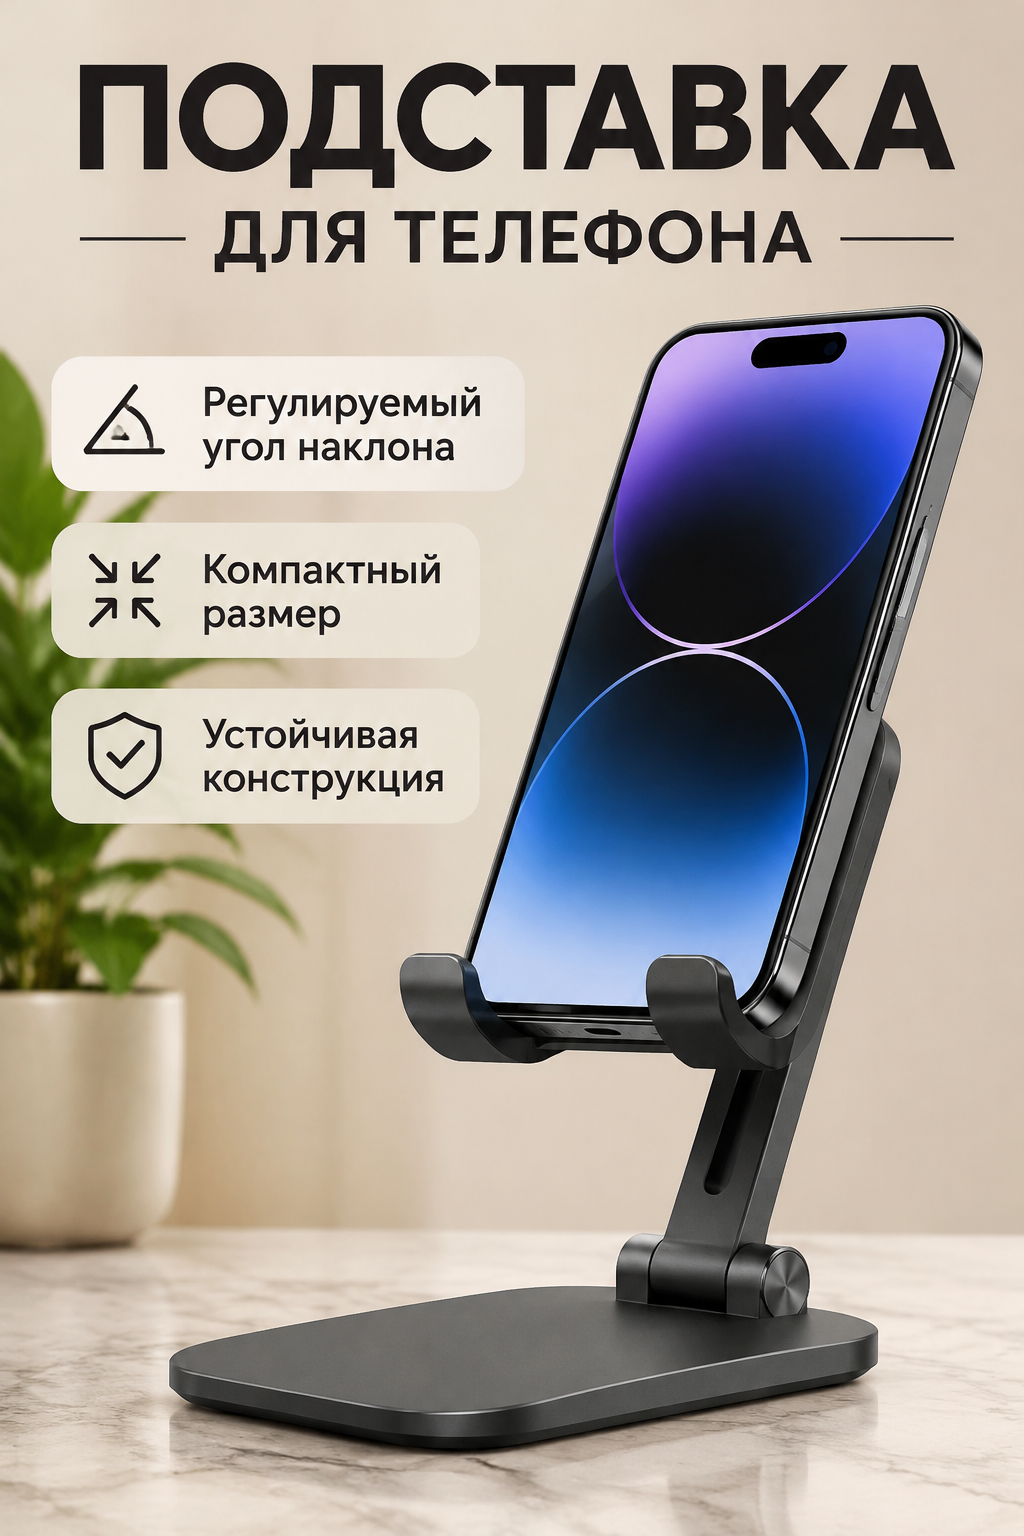 ПОДСТАВКА
ДЛЯ ТЕЛЕФОНА
Регулируемый
угол наклона
Компактный
размер
Устойчивая
конструкция